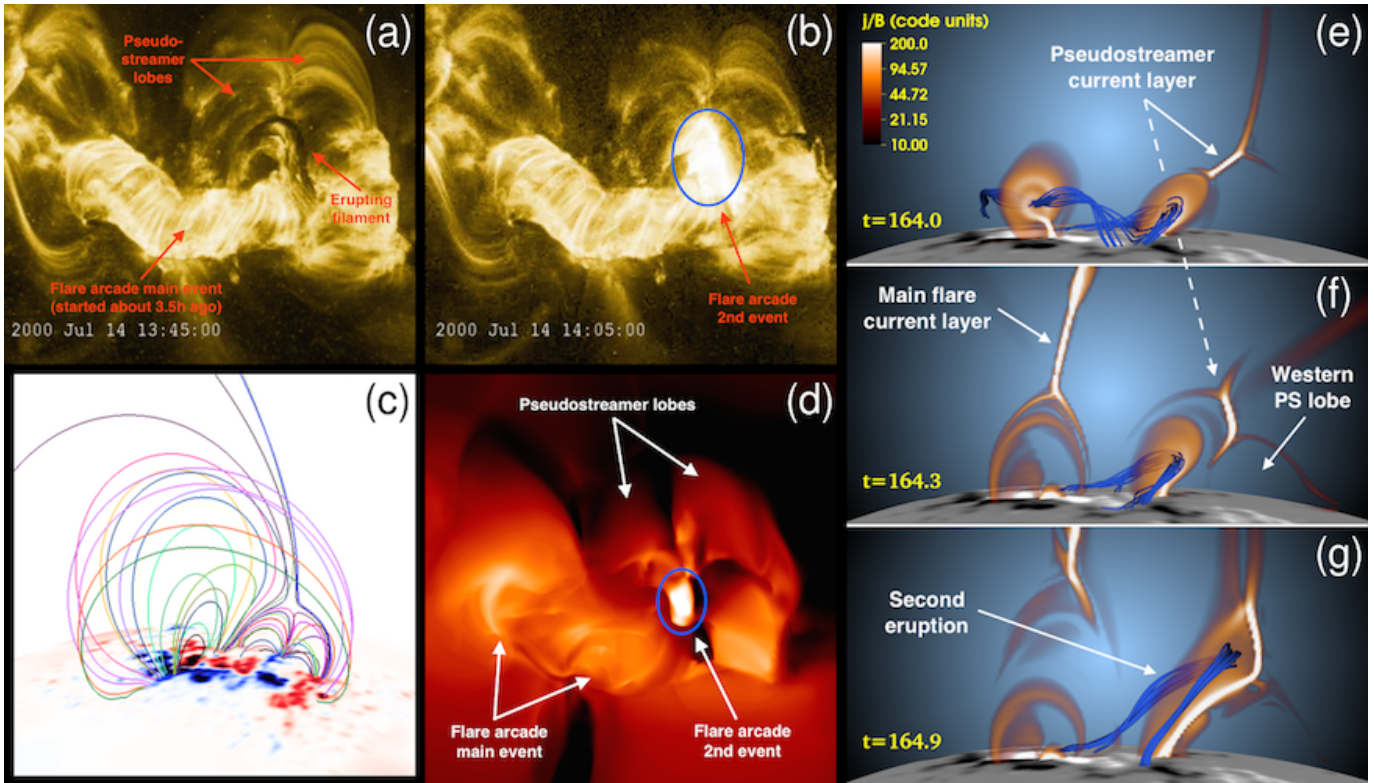 (a)
Pseudo-
streamer
lobes
Erupting
filament
Flare arcade main event
(started about 3.5h ago)
2000 Jul 14 13:45:00
(b)
Flare arcade
2nd event
2000 Jul 14 14:05:00
(c)
(d)
Pseudostreamer lobes
Flare arcade
main event
Flare arcade
2nd event
j/B (code units)
200.0
94.57
44.72
21.15
10.00
(e)
Pseudostreamer
current layer
t=164.0
(f)
Main flare
current layer
Western
PS lobe
t=164.3
(g)
Second
eruption
t=164.9